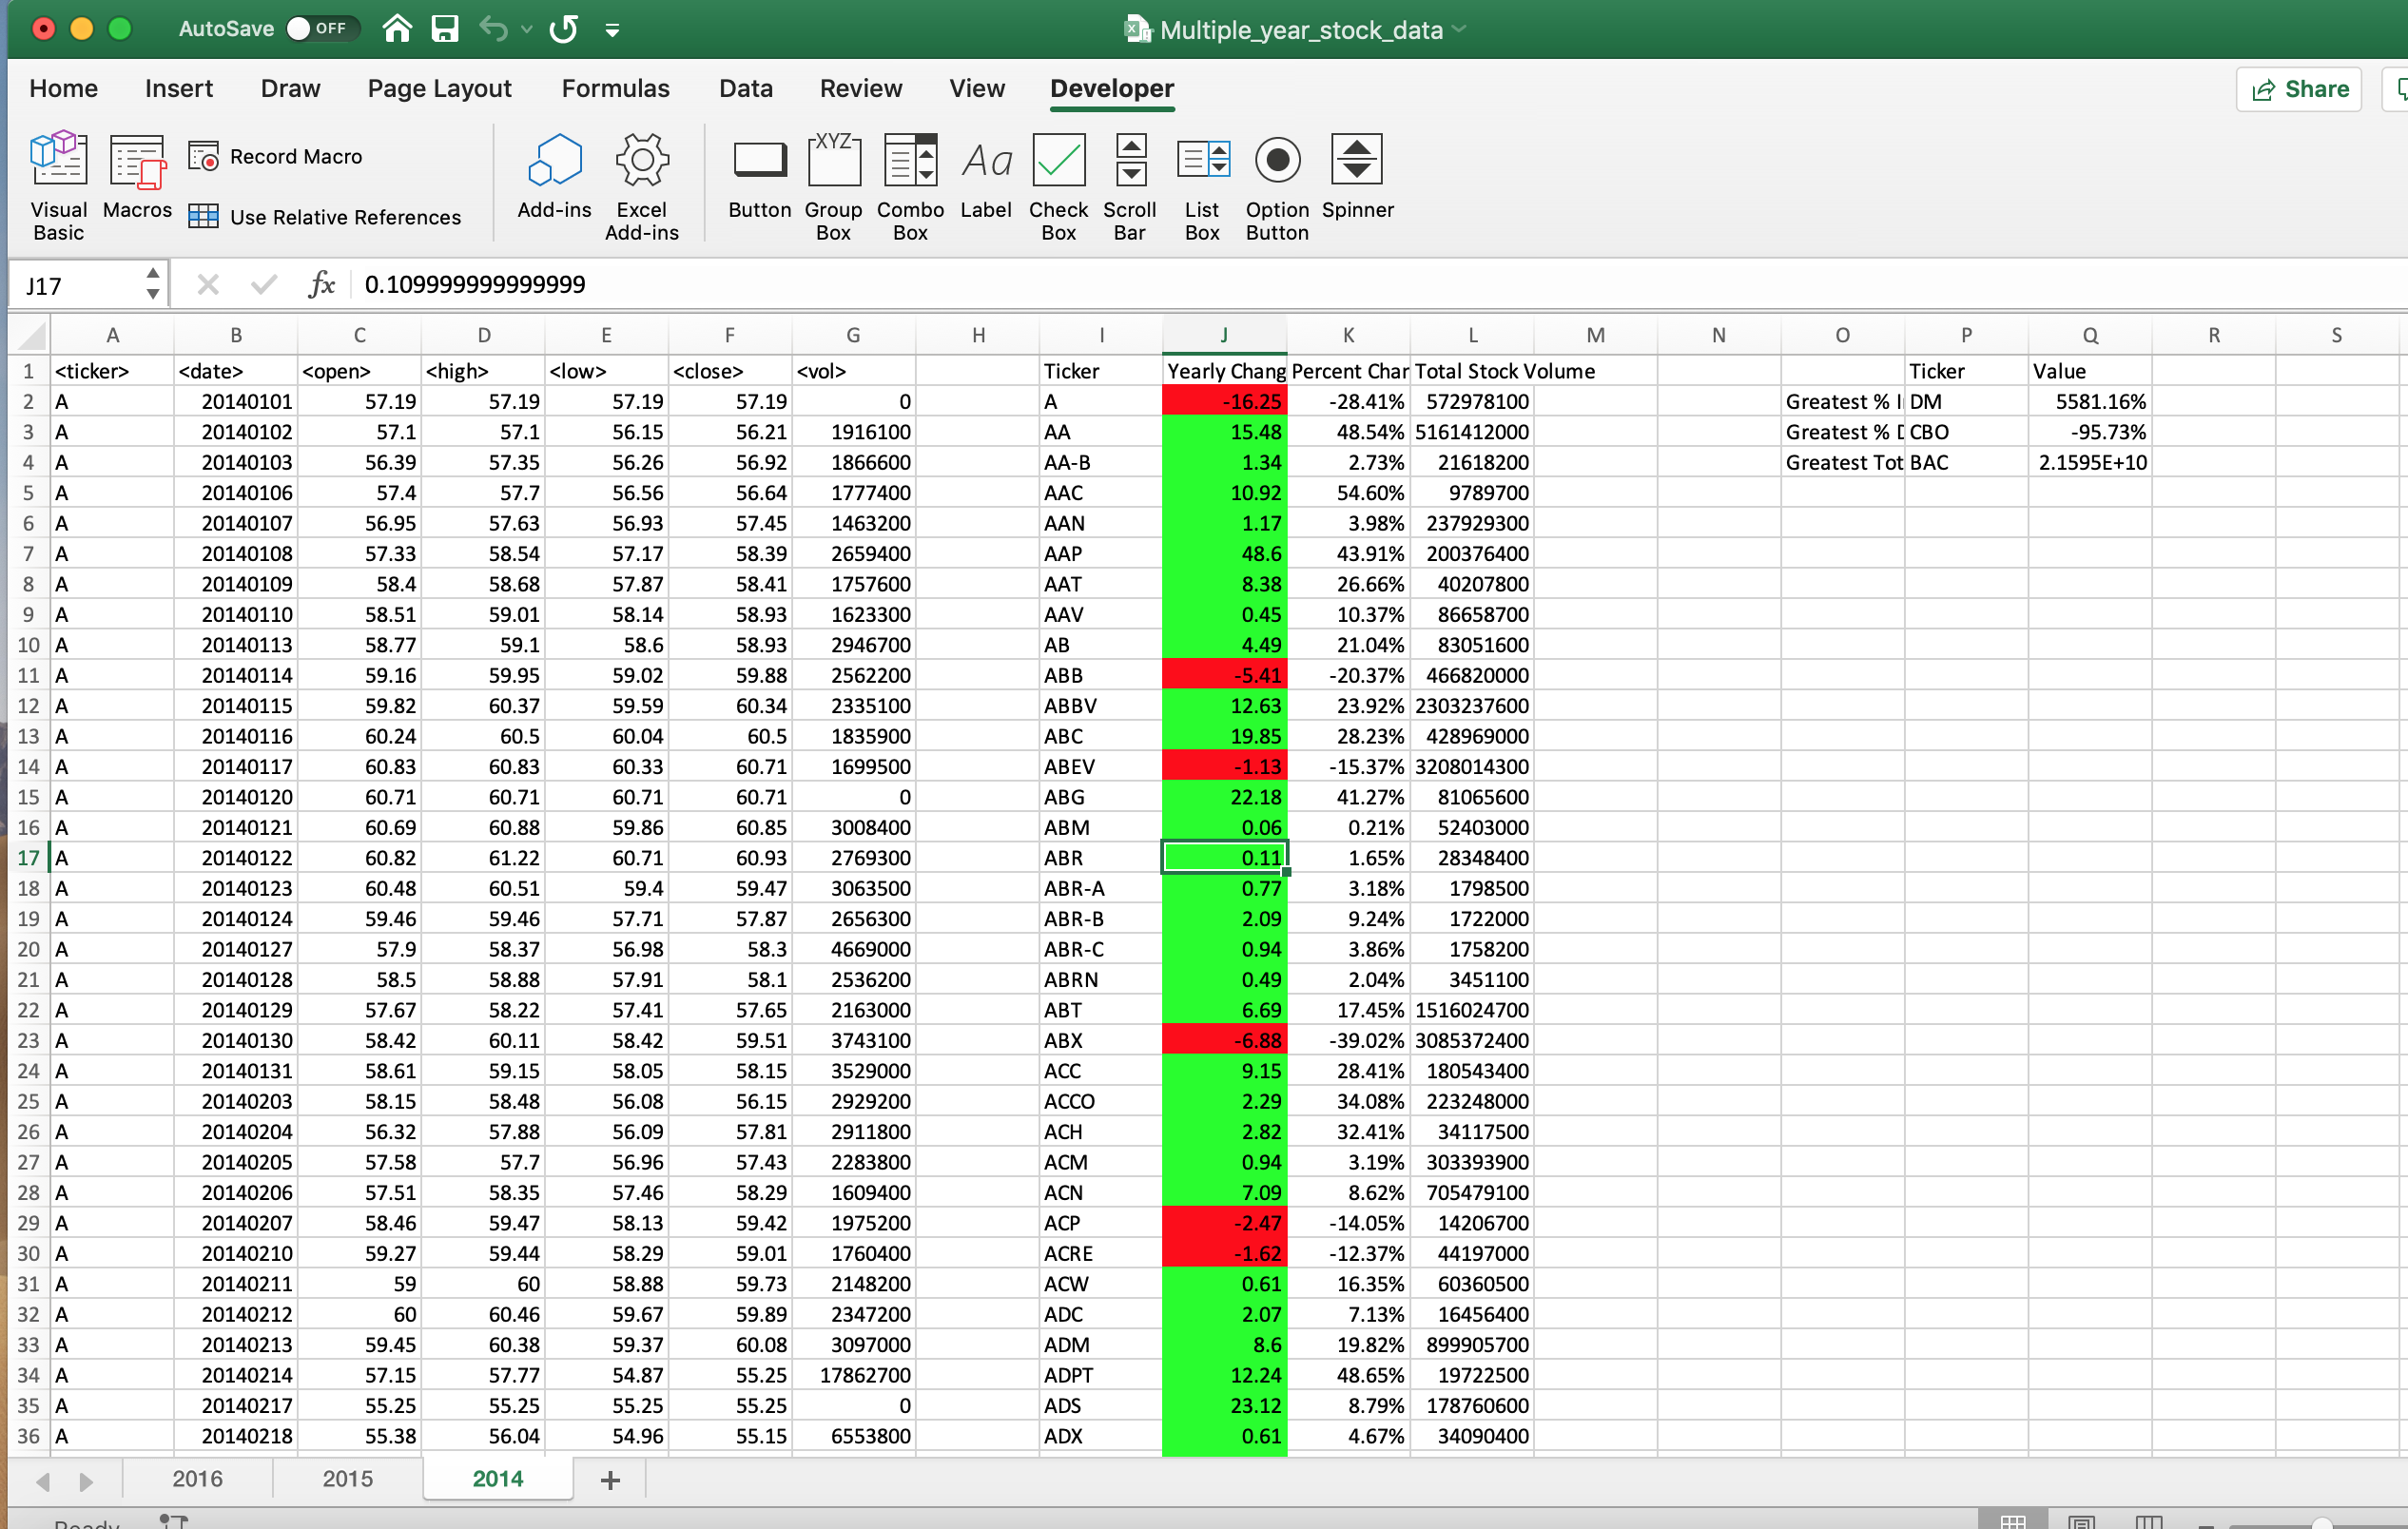 AutoSave OFF Multiple_year_stock_data
Home Insert Draw Page Layout Formulas Data Review View Developer Share
Visual Basic Macros Record Macro Use Relative References Add-ins Excel Add-ins Button XYZ Group Box Combo Box Aa Label Check Box Scroll Bar List Box Option Button Spinner
J17 fx 0.109999999999999
A B C D E F G H I J K L M N O P Q R S
1 <ticker> <date> <open> <high> <low> <close> <vol> Ticker Yearly Chang Percent Char Total Stock Volume Ticker Value
2 A 20140101 57.19 57.19 57.19 57.19 0 A -16.25 -28.41% 572978100 Greatest % I DM 5581.16%
3 A 20140102 57.1 57.1 56.15 56.21 1916100 AA 15.48 48.54% 5161412000 Greatest % D CBO -95.73%
4 A 20140103 56.39 57.35 56.26 56.92 1866600 AA-B 1.34 2.73% 21618200 Greatest Tot BAC 2.1595E+10
5 A 20140106 57.4 57.7 56.56 56.64 1777400 AAC 10.92 54.60% 9789700
6 A 20140107 56.95 57.63 56.93 57.45 1463200 AAN 1.17 3.98% 237929300
7 A 20140108 57.33 58.54 57.17 58.39 2659400 AAP 48.6 43.91% 200376400
8 A 20140109 58.4 58.68 57.87 58.41 1757600 AAT 8.38 26.66% 40207800
9 A 20140110 58.51 59.01 58.14 58.93 1623300 AAV 0.45 10.37% 86658700
10 A 20140113 58.77 59.1 58.6 58.93 2946700 AB 4.49 21.04% 83051600
11 A 20140114 59.16 59.95 59.02 59.88 2562200 ABB -5.41 -20.37% 466820000
12 A 20140115 59.82 60.37 59.59 60.34 2335100 ABBV 12.63 23.92% 2303237600
13 A 20140116 60.24 60.5 60.04 60.5 1835900 ABC 19.85 28.23% 428969000
14 A 20140117 60.83 60.83 60.33 60.71 1699500 ABEV -1.13 -15.37% 3208014300
15 A 20140120 60.71 60.71 60.71 60.71 0 ABG 22.18 41.27% 81065600
16 A 20140121 60.69 60.88 59.86 60.85 3008400 ABM 0.06 0.21% 52403000
17 A 20140122 60.82 61.22 60.71 60.93 2769300 ABR 0.11 1.65% 28348400
18 A 20140123 60.48 60.51 59.4 59.47 3063500 ABR-A 0.77 3.18% 1798500
19 A 20140124 59.46 59.46 57.71 57.87 2656300 ABR-B 2.09 9.24% 1722000
20 A 20140127 57.9 58.37 56.98 58.3 4669000 ABR-C 0.94 3.86% 1758200
21 A 20140128 58.5 58.88 57.91 58.1 2536200 ABRN 0.49 2.04% 3451100
22 A 20140129 57.67 58.22 57.41 57.65 2163000 ABT 6.69 17.45% 1516024700
23 A 20140130 58.42 60.11 58.42 59.51 3743100 ABX -6.88 -39.02% 3085372400
24 A 20140131 58.61 59.15 58.05 58.15 3529000 ACC 9.15 28.41% 180543400
25 A 20140203 58.15 58.48 56.08 56.15 2929200 ACCO 2.29 34.08% 223248000
26 A 20140204 56.32 57.88 56.09 57.81 2911800 ACH 2.82 32.41% 34117500
27 A 20140205 57.58 57.7 56.96 57.43 2283800 ACM 0.94 3.19% 303393900
28 A 20140206 57.51 58.35 57.46 58.29 1609400 ACN 7.09 8.62% 705479100
29 A 20140207 58.46 59.47 58.13 59.42 1975200 ACP -2.47 -14.05% 14206700
30 A 20140210 59.27 59.44 58.29 59.01 1760400 ACRE -1.62 -12.37% 44197000
31 A 20140211 59 60 58.88 59.73 2148200 ACW 0.61 16.35% 60360500
32 A 20140212 60 60.46 59.67 59.89 2347200 ADC 2.07 7.13% 16456400
33 A 20140213 59.45 60.38 59.37 60.08 3097000 ADM 8.6 19.82% 899905700
34 A 20140214 57.15 57.77 54.87 55.25 17862700 ADPT 12.24 48.65% 19722500
35 A 20140217 55.25 55.25 55.25 55.25 0 ADS 23.12 8.79% 178760600
36 A 20140218 55.38 56.04 54.96 55.15 6553800 ADX 0.61 4.67% 34090400
2016 2015 2014 +
Ready